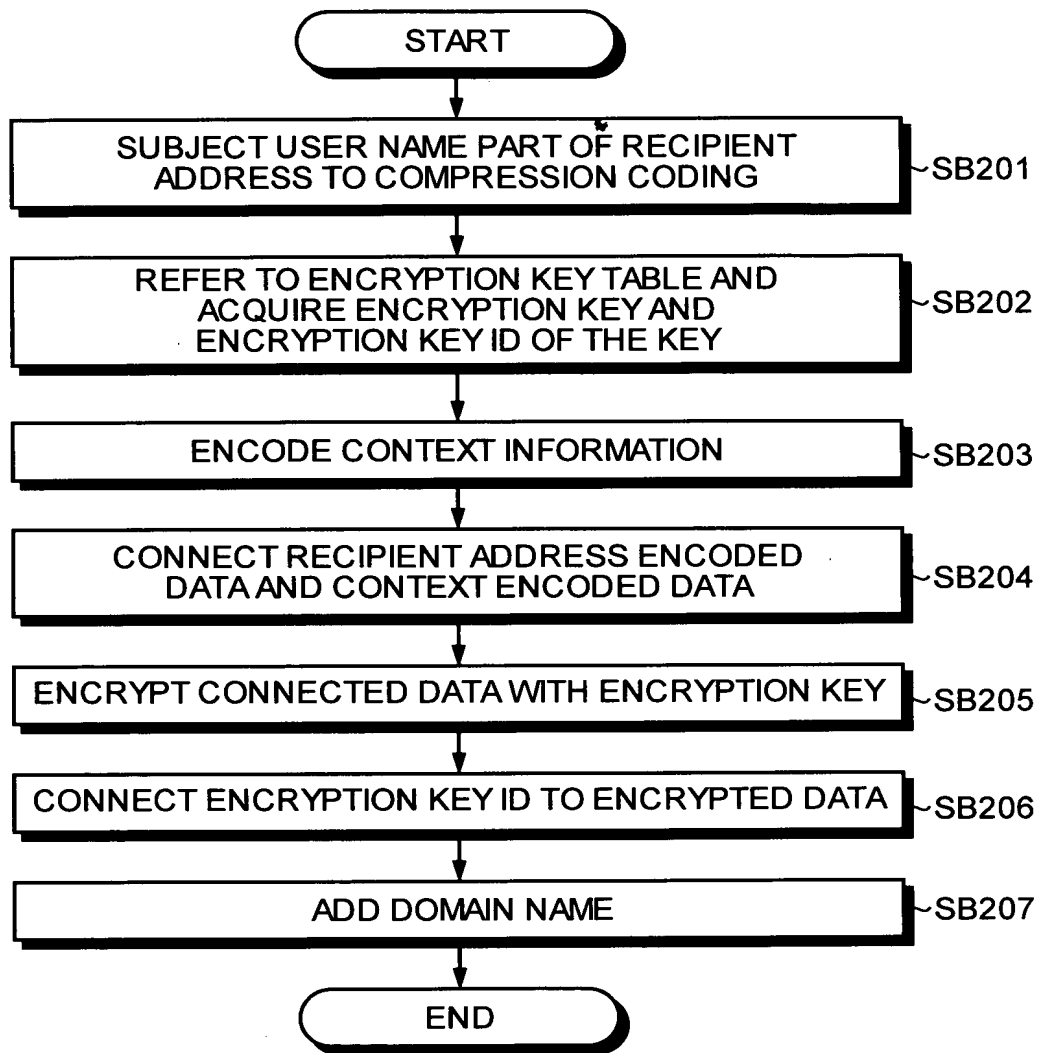 START
SUBJECT USER NAME PART OF RECIPIENT
ADDRESS TO COMPRESSION CODING
SB201
REFER TO ENCRYPTION KEY TABLE AND
ACQUIRE ENCRYPTION KEY AND
ENCRYPTION KEY ID OF THE KEY
SB202
ENCODE CONTEXT INFORMATION
SB203
CONNECT RECIPIENT ADDRESS ENCODED
DATA AND CONTEXT ENCODED DATA
SB204
ENCRYPT CONNECTED DATA WITH ENCRYPTION KEY
SB205
CONNECT ENCRYPTION KEY ID TO ENCRYPTED DATA
SB206
ADD DOMAIN NAME
SB207
END